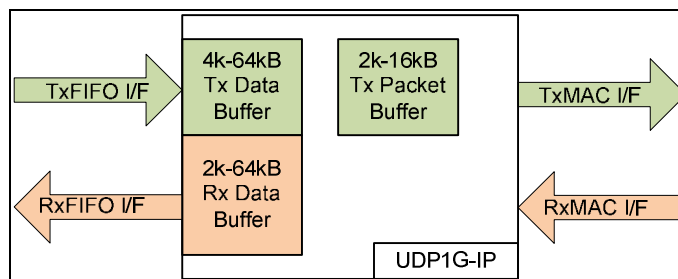 4k-64kB
Tx Data
Buffer
2k-16kB
Tx Packet
Buffer
TxFIFO I/F
TxMAC I/F
2k-64kB
Rx Data
Buffer
RxFIFO I/F
RxMAC I/F
UDP1G-IP